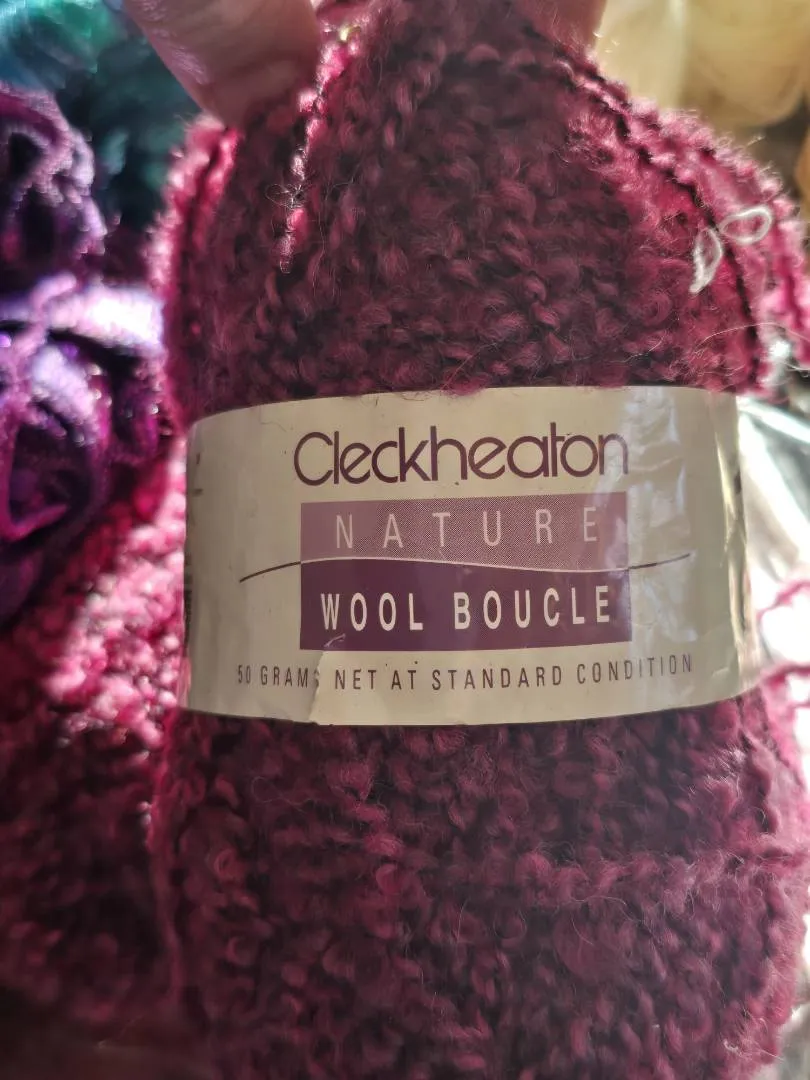 Cleckheaton
NATURE
WOOL BOUCLE
50 GRAMS NET AT STANDARD CONDITION